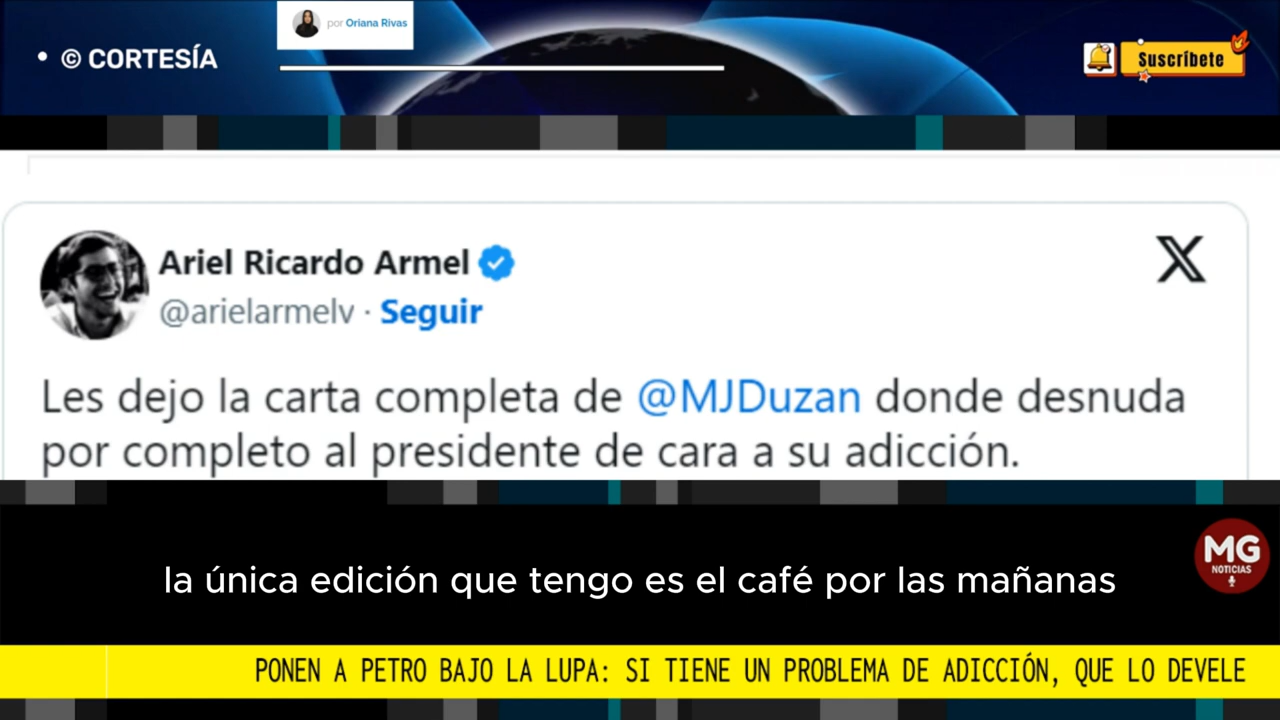 por Oriana Rivas
• © CORTESÍA
Suscríbete
Ariel Ricardo Armel
@arielarmelv · Seguir
X
Les dejo la carta completa de @MJDuzan donde desnuda
por completo al presidente de cara a su adicción.
la única edición que tengo es el café por las mañanas
MG
NOTICIAS
PONEN A PETRO BAJO LA LUPA: SI TIENE UN PROBLEMA DE ADICCIÓN, QUE LO DEVELE